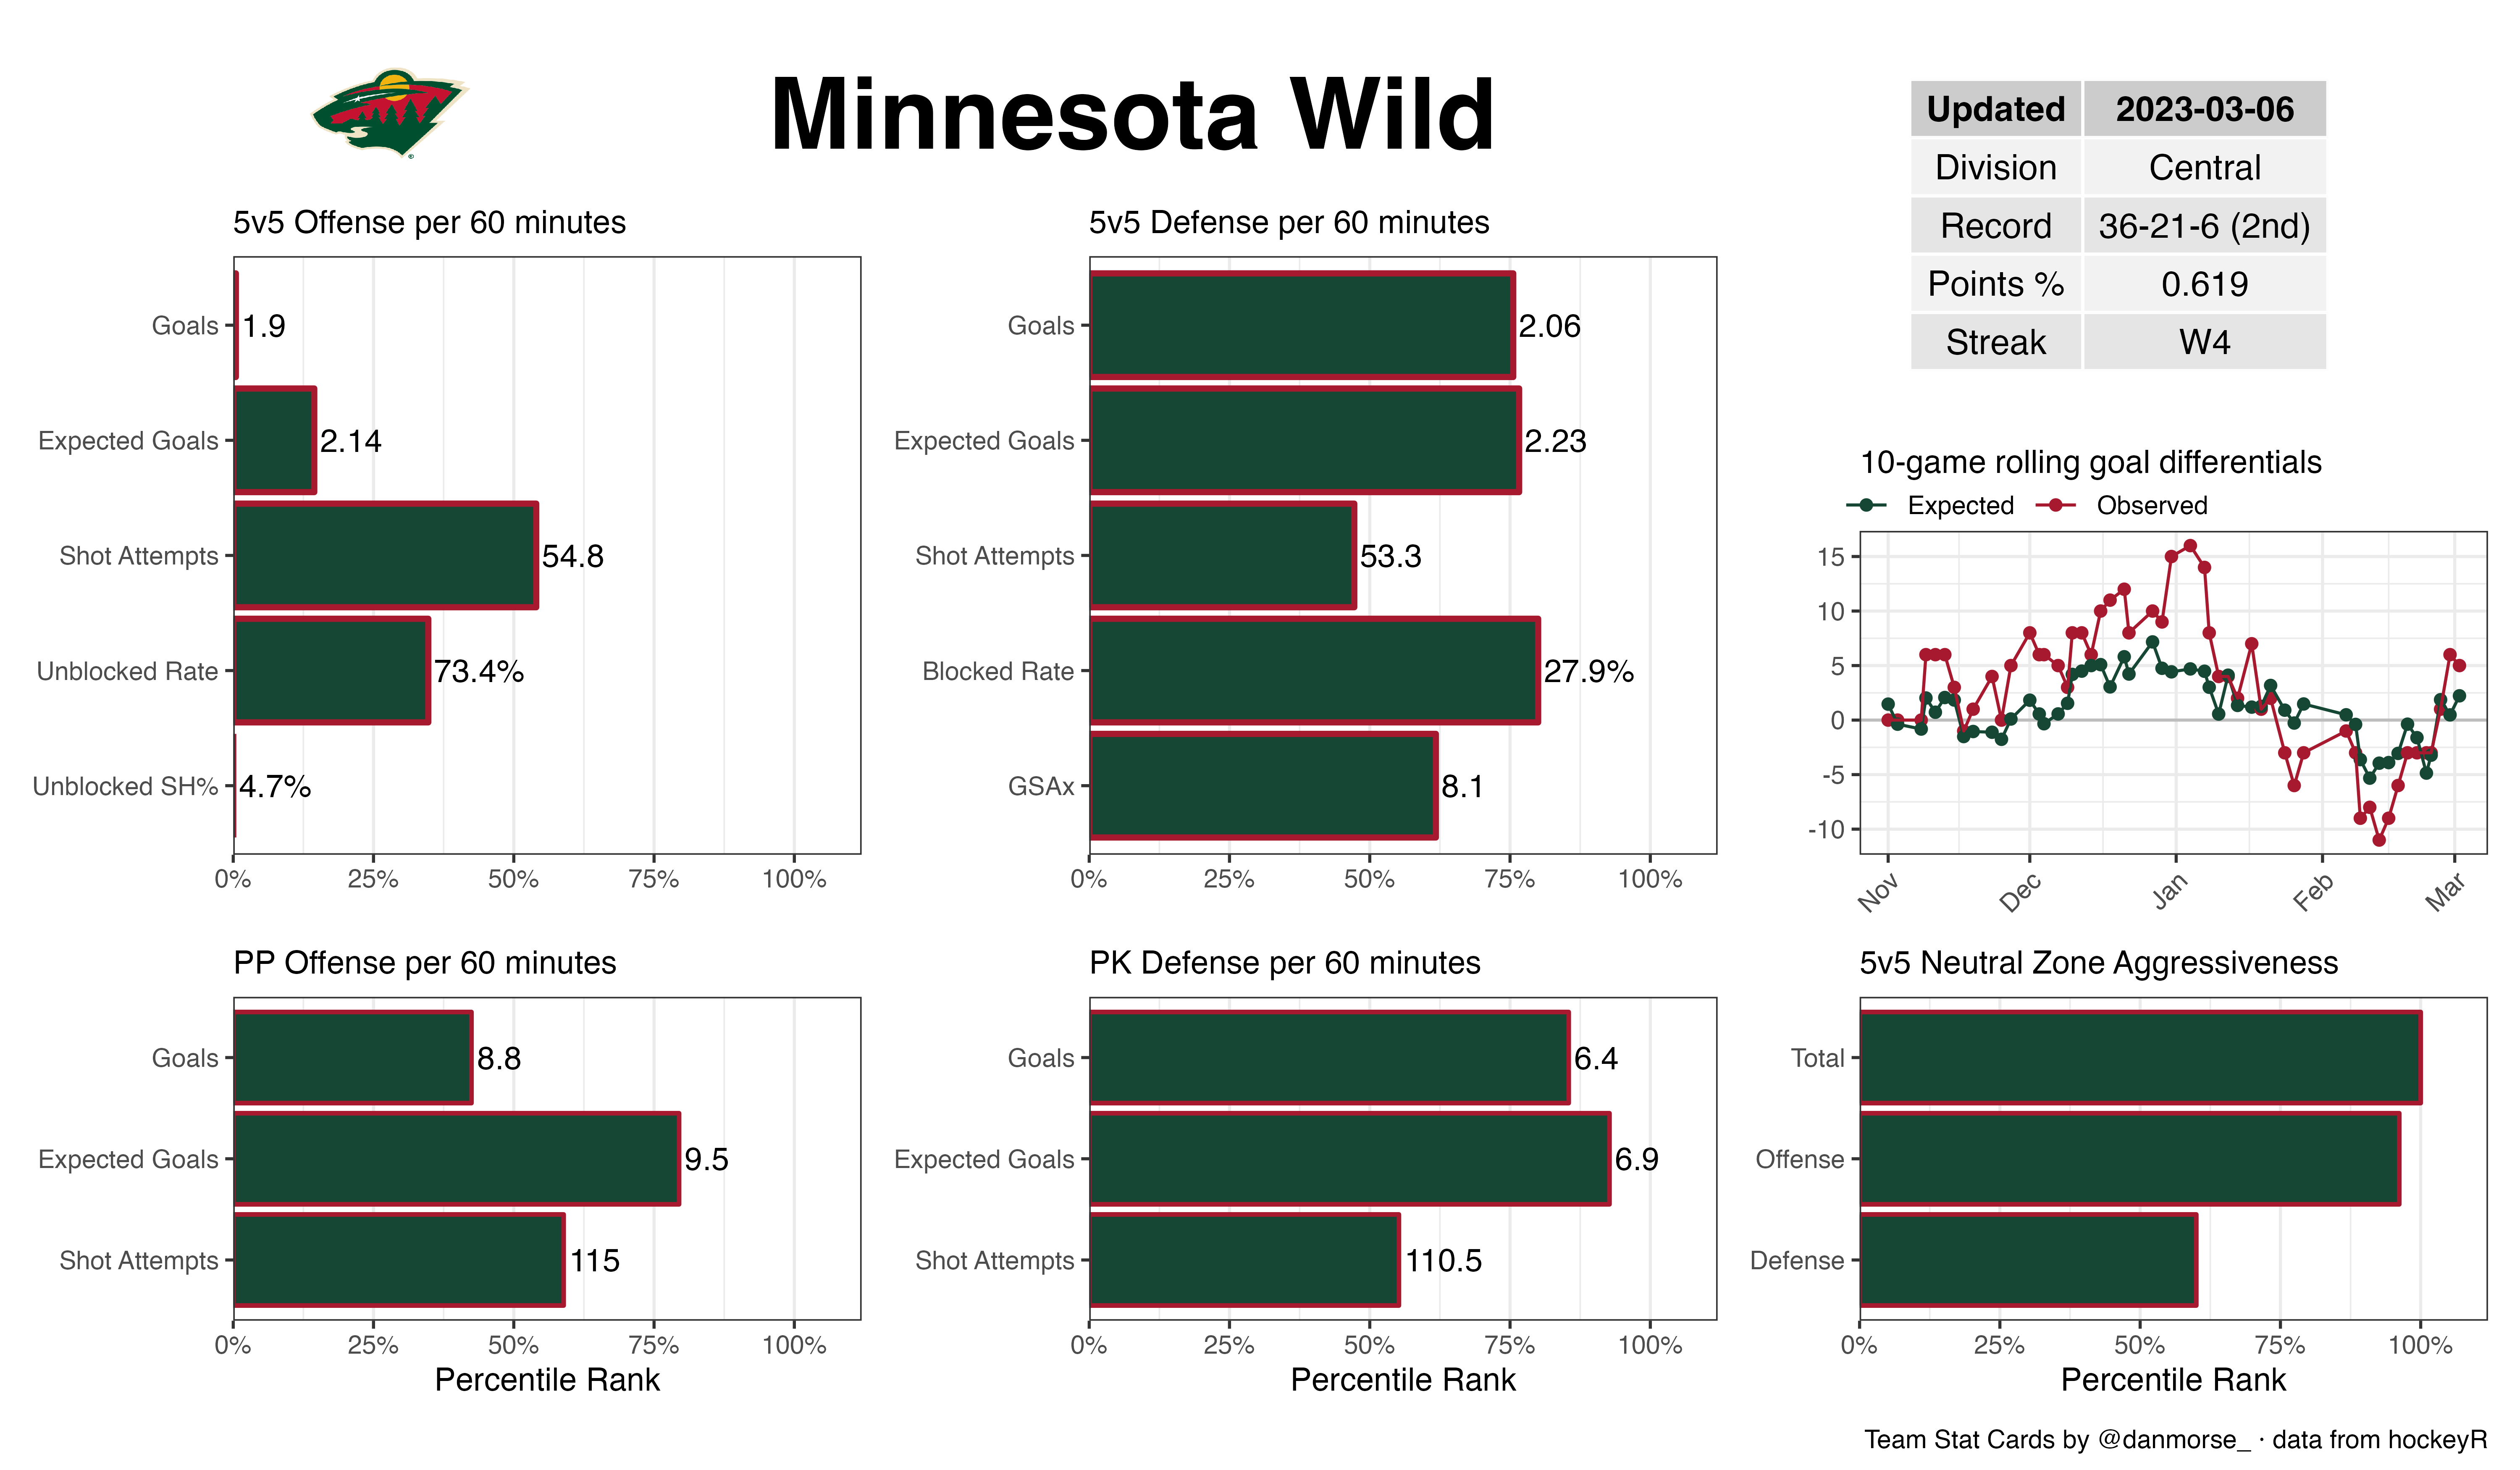 Minnesota Wild
Updated 2023-03-06
Division Central
Record 36-21-6 (2nd)
Points % 0.619
Streak W4
5v5 Offense per 60 minutes
Goals 1.9
Expected Goals 2.14
Shot Attempts 54.8
Unblocked Rate 73.4%
Unblocked SH% 4.7%
0% 25% 50% 75% 100%
5v5 Defense per 60 minutes
Goals 2.06
Expected Goals 2.23
Shot Attempts 53.3
Blocked Rate 27.9%
GSAx 8.1
0% 25% 50% 75% 100%
10-game rolling goal differentials
Expected Observed
15
10
5
0
-5
-10
Nov Dec Jan Feb Mar
PP Offense per 60 minutes
Goals 8.8
Expected Goals 9.5
Shot Attempts 115
0% 25% 50% 75% 100%
Percentile Rank
PK Defense per 60 minutes
Goals 6.4
Expected Goals 6.9
Shot Attempts 110.5
0% 25% 50% 75% 100%
Percentile Rank
5v5 Neutral Zone Aggressiveness
Total
Offense
Defense
0% 25% 50% 75% 100%
Percentile Rank
Team Stat Cards by @danmorse_ · data from hockeyR